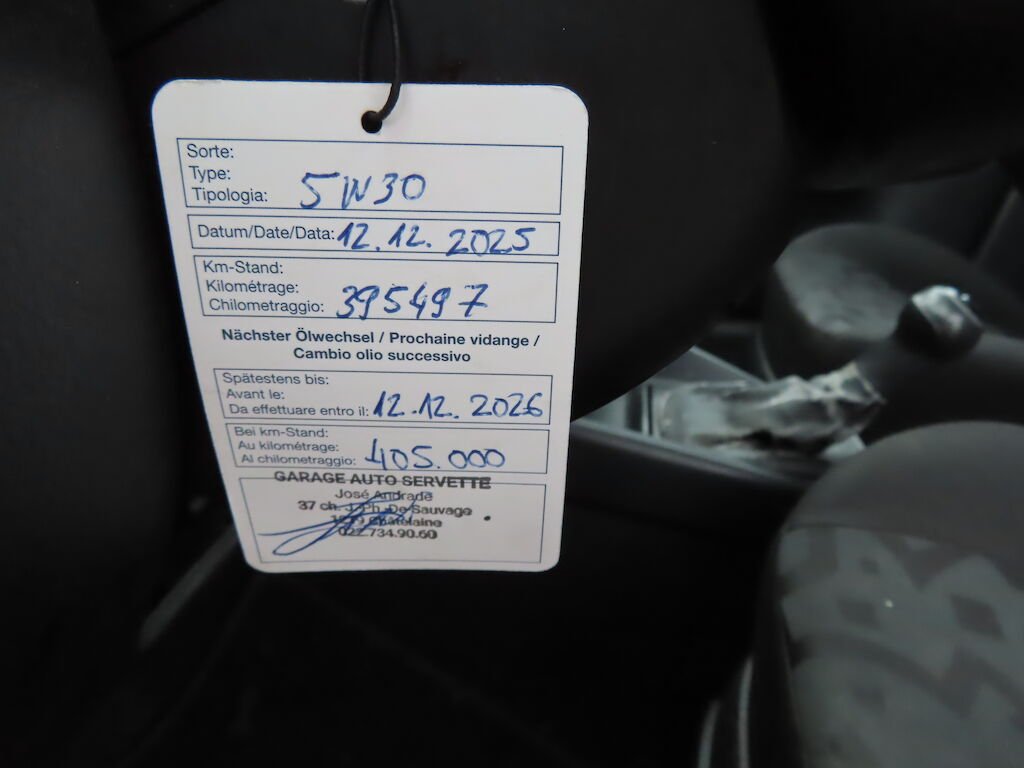 Sorte:
Type:
Tipologia: 5W30
Datum/Date/Data: 12.12.2025
Km-Stand:
Kilométrage:
Chilometraggio: 395497
Nächster Ölwechsel / Prochaine vidange /
Cambio olio successivo
Spätestens bis:
Avant le:
Da effettuare entro il: 12.12.2026
Bei km-Stand:
Au kilométrage:
Al chilometraggio: 405.000
GARAGE AUTO SERVETTE
José Andrade
37 ch. J.-Ph.-De-Sauvage
Châtelaine
022.734.90.60